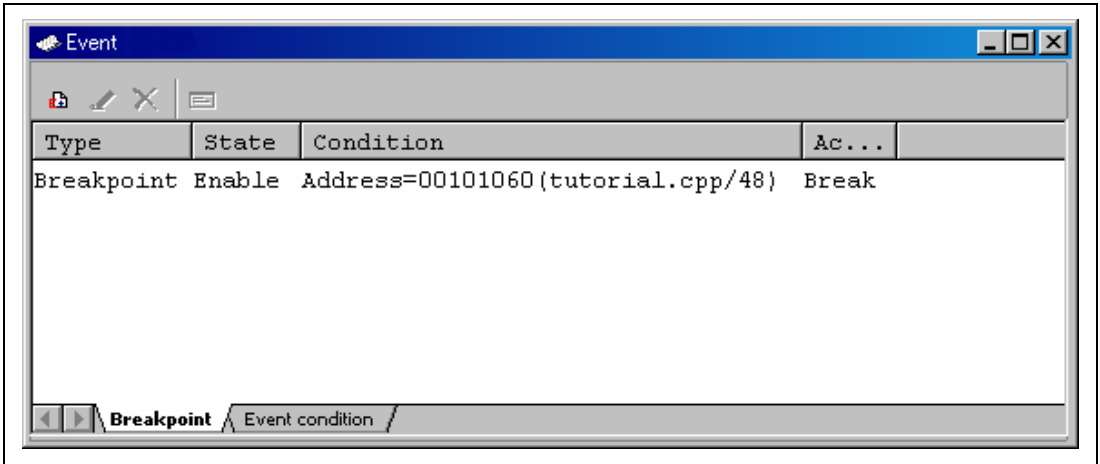 Event
Type State Condition Ac...
Breakpoint Enable Address=00101060(tutorial.cpp/48) Break
Breakpoint Event condition